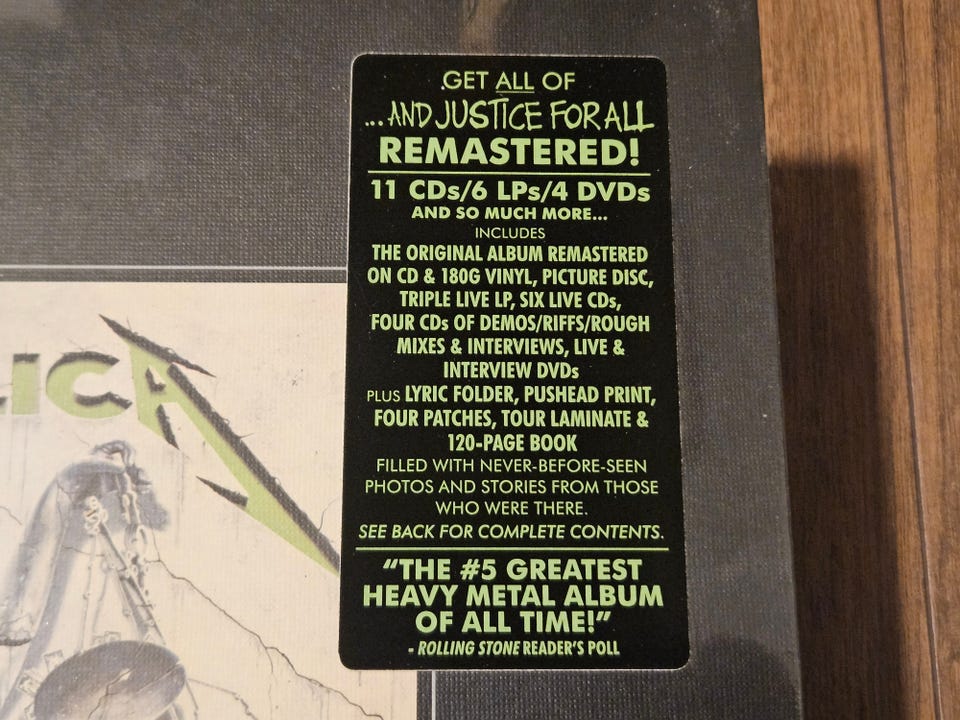 GET ALL OF
...AND JUSTICE FOR ALL
REMASTERED!
11 CDs/6 LPs/4 DVDs
AND SO MUCH MORE...
INCLUDES
THE ORIGINAL ALBUM REMASTERED
ON CD & 180G VINYL, PICTURE DISC,
TRIPLE LIVE LP, SIX LIVE CDs,
FOUR CDs OF DEMOS/RIFFS/ROUGH
MIXES & INTERVIEWS, LIVE &
INTERVIEW DVDs
PLUS LYRIC FOLDER, PUSHEAD PRINT,
FOUR PATCHES, TOUR LAMINATE &
120-PAGE BOOK
FILLED WITH NEVER-BEFORE-SEEN
PHOTOS AND STORIES FROM THOSE
WHO WERE THERE.
SEE BACK FOR COMPLETE CONTENTS.
"THE #5 GREATEST
HEAVY METAL ALBUM
OF ALL TIME!"
- ROLLING STONE READER'S POLL
LICA